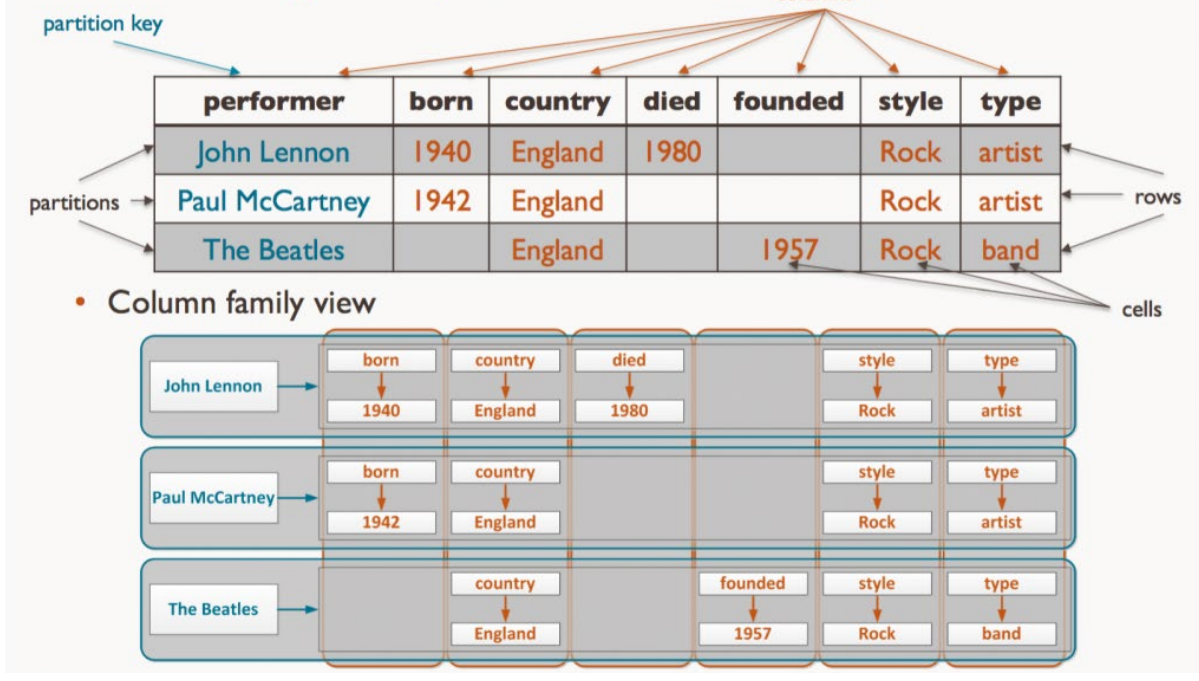 partition key
performer born country died founded style type
John Lennon 1940 England 1980 Rock artist
partitions Paul McCartney 1942 England Rock artist rows
The Beatles England 1957 Rock band
• Column family view
cells
born country died style type
John Lennon
1940 England 1980 Rock artist
born country style type
Paul McCartney
1942 England Rock artist
country founded style type
The Beatles
England 1957 Rock band